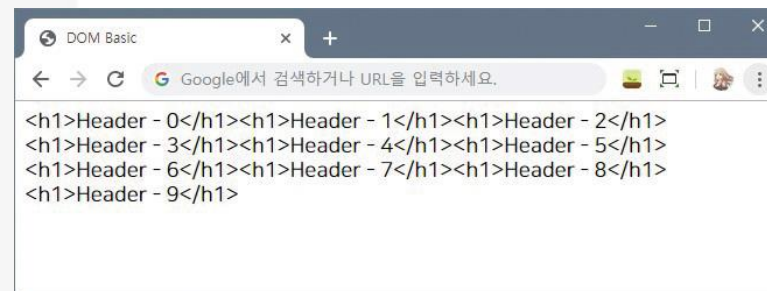 DOM Basic
Google에서 검색하거나 URL을 입력하세요.
<h1>Header - 0</h1><h1>Header - 1</h1><h1>Header - 2</h1>
<h1>Header - 3</h1><h1>Header - 4</h1><h1>Header - 5</h1>
<h1>Header - 6</h1><h1>Header - 7</h1><h1>Header - 8</h1>
<h1>Header - 9</h1>